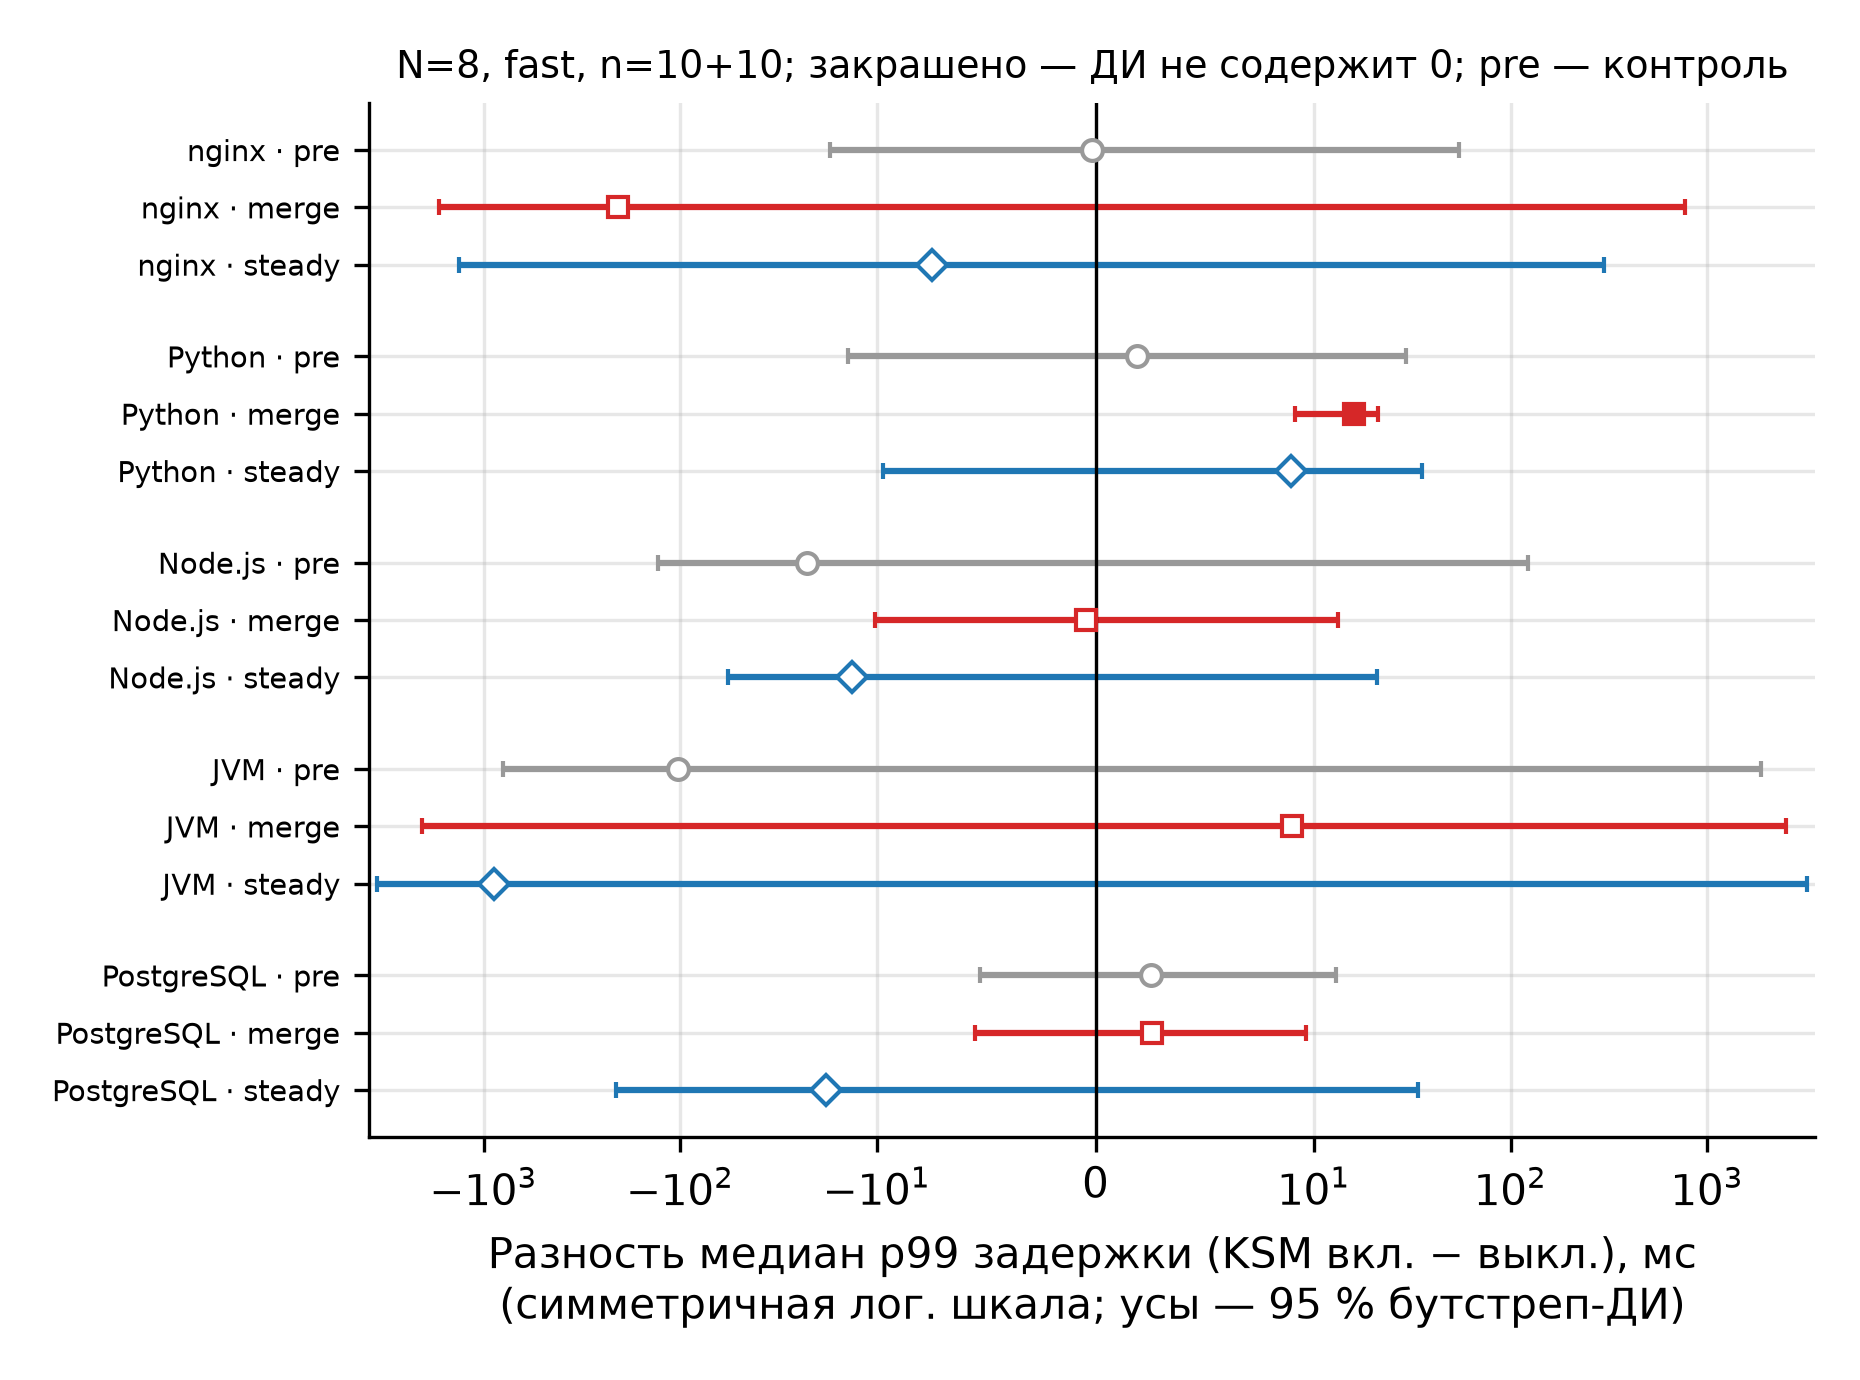 N=8, fast, n=10+10; закрашено — ДИ не содержит 0; pre — контроль
nginx · pre
nginx · merge
nginx · steady
Python · pre
Python · merge
Python · steady
Node.js · pre
Node.js · merge
Node.js · steady
JVM · pre
JVM · merge
JVM · steady
PostgreSQL · pre
PostgreSQL · merge
PostgreSQL · steady
−10³ −10² −10¹ 0 10¹ 10² 10³
Разность медиан p99 задержки (KSM вкл. − выкл.), мс
(симметричная лог. шкала; усы — 95 % бутстреп-ДИ)